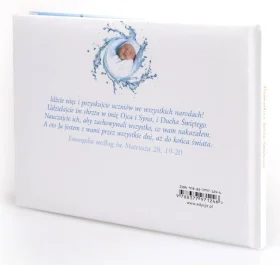 Idźcie więc i pozyskujcie uczniów we wszystkich narodach!
Udzielajcie im chrztu w imię Ojca i Syna, i Ducha Świętego.
Nauczajcie ich, aby zachowywali wszystko, co wam nakazałem.
A oto Ja jestem z wami przez wszystkie dni, aż do końca świata.
Ewangelia według św. Mateusza 28, 19-20